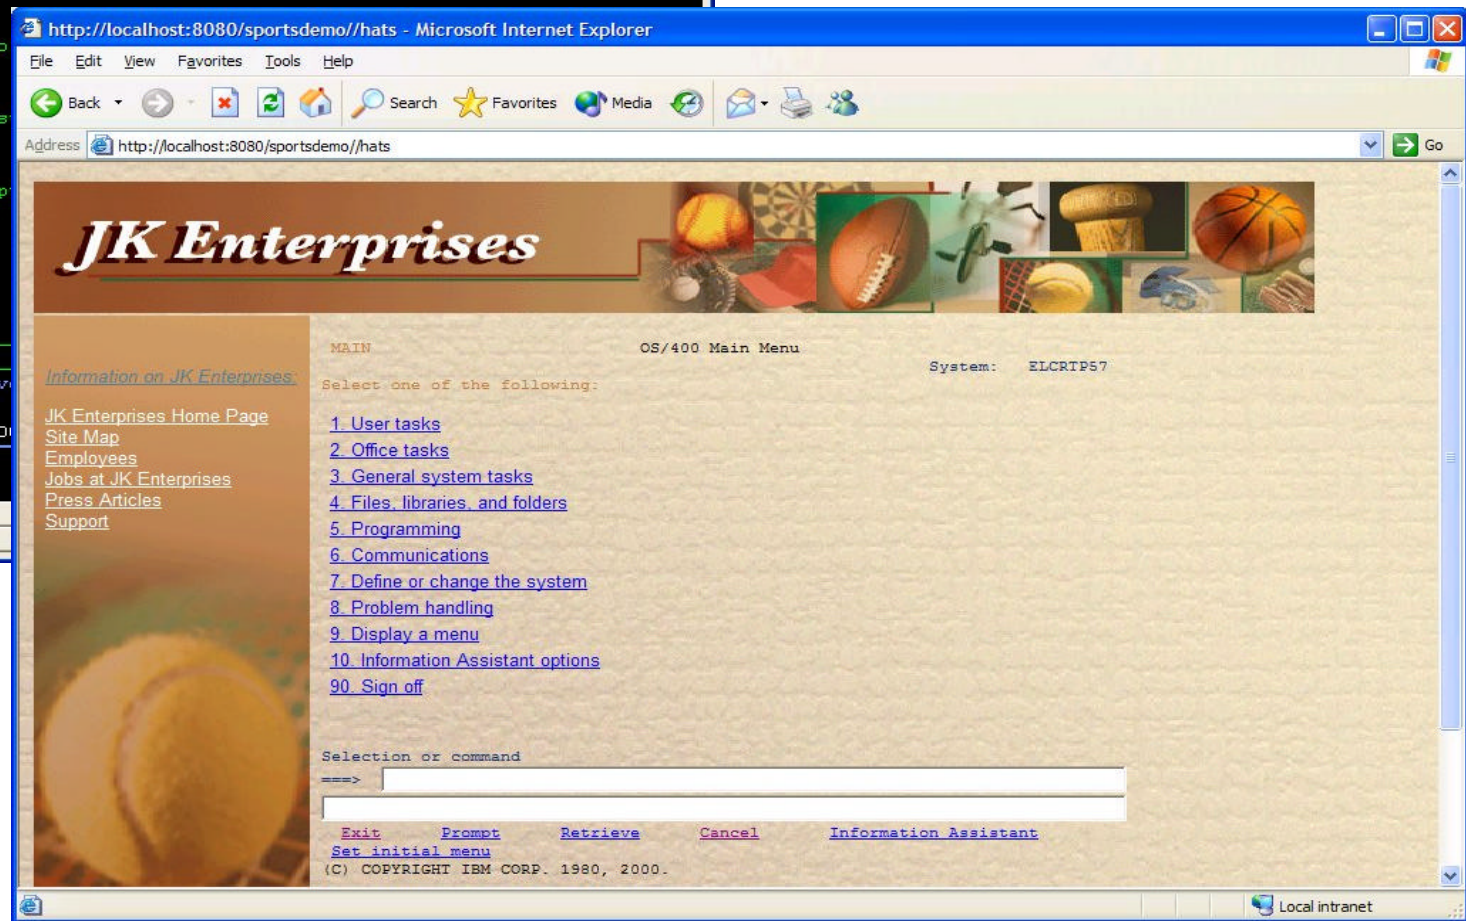 http://localhost:8080/sportsdemo//hats - Microsoft Internet Explorer
File Edit View Favorites Tools Help
Back Search Favorites Media
Address http://localhost:8080/sportsdemo//hats Go
JK Enterprises
MAIN OS/400 Main Menu
System: ELCRTP57
Information on JK Enterprises:
Select one of the following:
JK Enterprises Home Page
Site Map
Employees
Jobs at JK Enterprises
Press Articles
Support
1. User tasks
2. Office tasks
3. General system tasks
4. Files, libraries, and folders
5. Programming
6. Communications
7. Define or change the system
8. Problem handling
9. Display a menu
10. Information Assistant options
90. Sign off
Selection or command
===>
Exit Prompt Retrieve Cancel Information Assistant
Set initial menu
(C) COPYRIGHT IBM CORP. 1980, 2000.
Local intranet